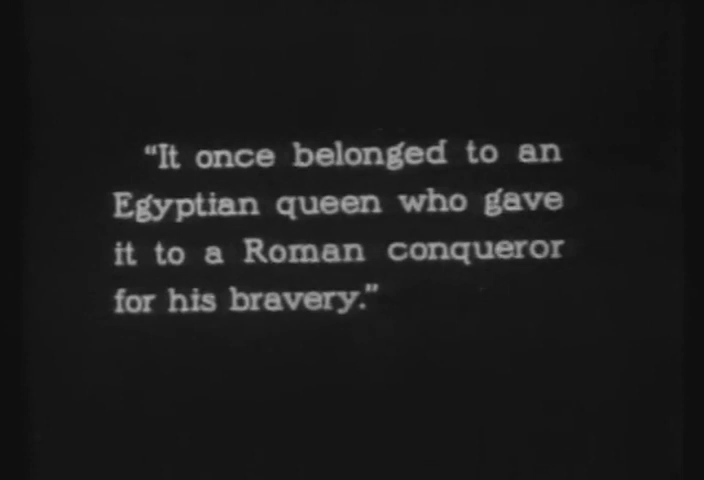 “It once belonged to an
Egyptian queen who gave
it to a Roman conqueror
for his bravery.”